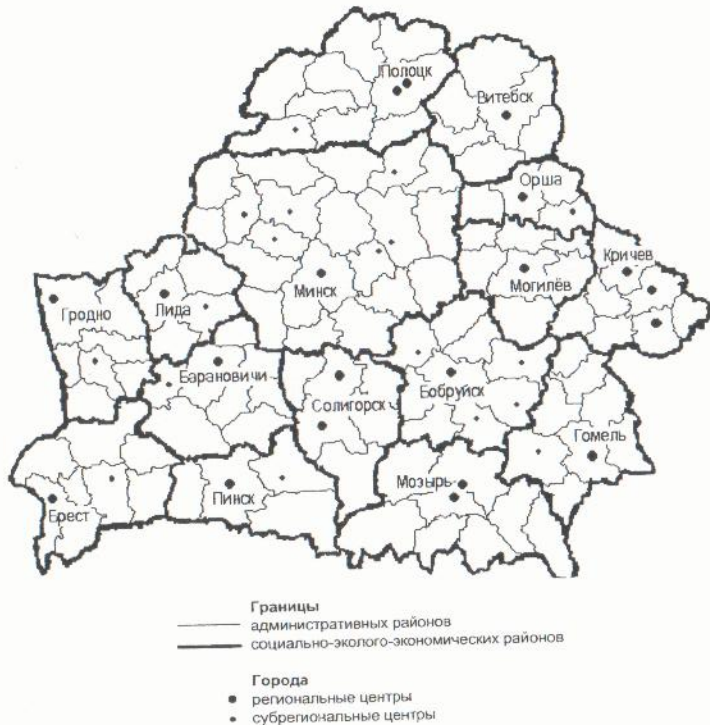 Полоцк
Витебск
Орша
Кричев
Минск
Могилёв
Гродно
Лида
Барановичи
Бобруйск
Солигорск
Гомель
Мозырь
Пинск
Брест
Границы
административных районов
социально-эколого-экономических районов
Города
региональные центры
субрегиональные центры